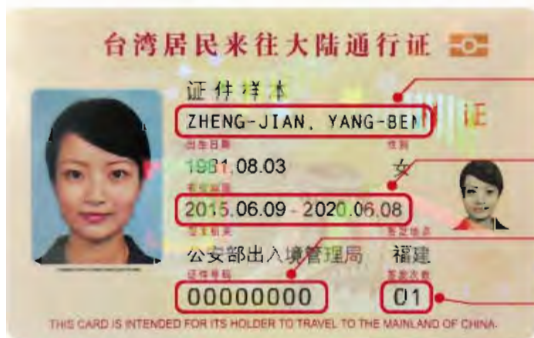 台湾居民来往大陆通行证
证件样本
ZHENG-JIAN, YANG-BEN
证
出生日期 性别
1981.08.03 女
有效期限
2015.06.09 - 2020.06.08
签发机关 签发地点
公安部出入境管理局 福建
证件号码 签发次数
00000000 01
THIS CARD IS INTENDED FOR ITS HOLDER TO TRAVEL TO THE MAINLAND OF CHINA.